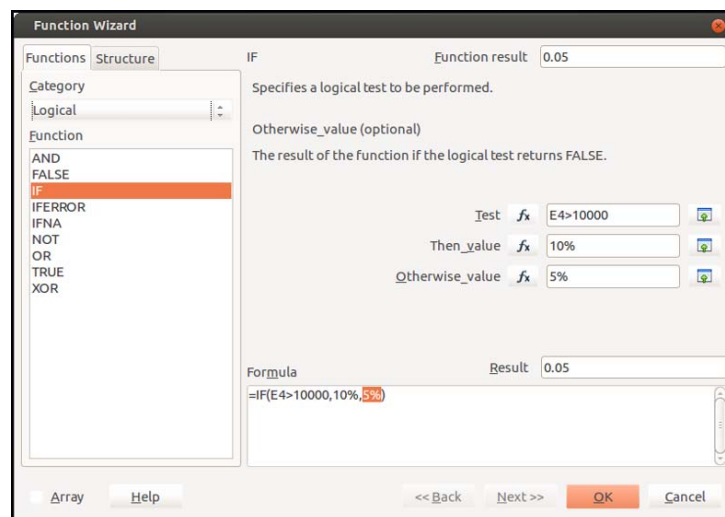 Function Wizard
Functions Structure
Category
Logical
Function
AND
FALSE
IF
IFERROR
IFNA
NOT
OR
TRUE
XOR
IF Function result 0.05
Specifies a logical test to be performed.
Otherwise_value (optional)
The result of the function if the logical test returns FALSE.
Test fx E4>10000
Then_value fx 10%
Otherwise_value fx 5%
Formula Result 0.05
=IF(E4>10000,10%,5%)
Array Help << Back Next >> OK Cancel